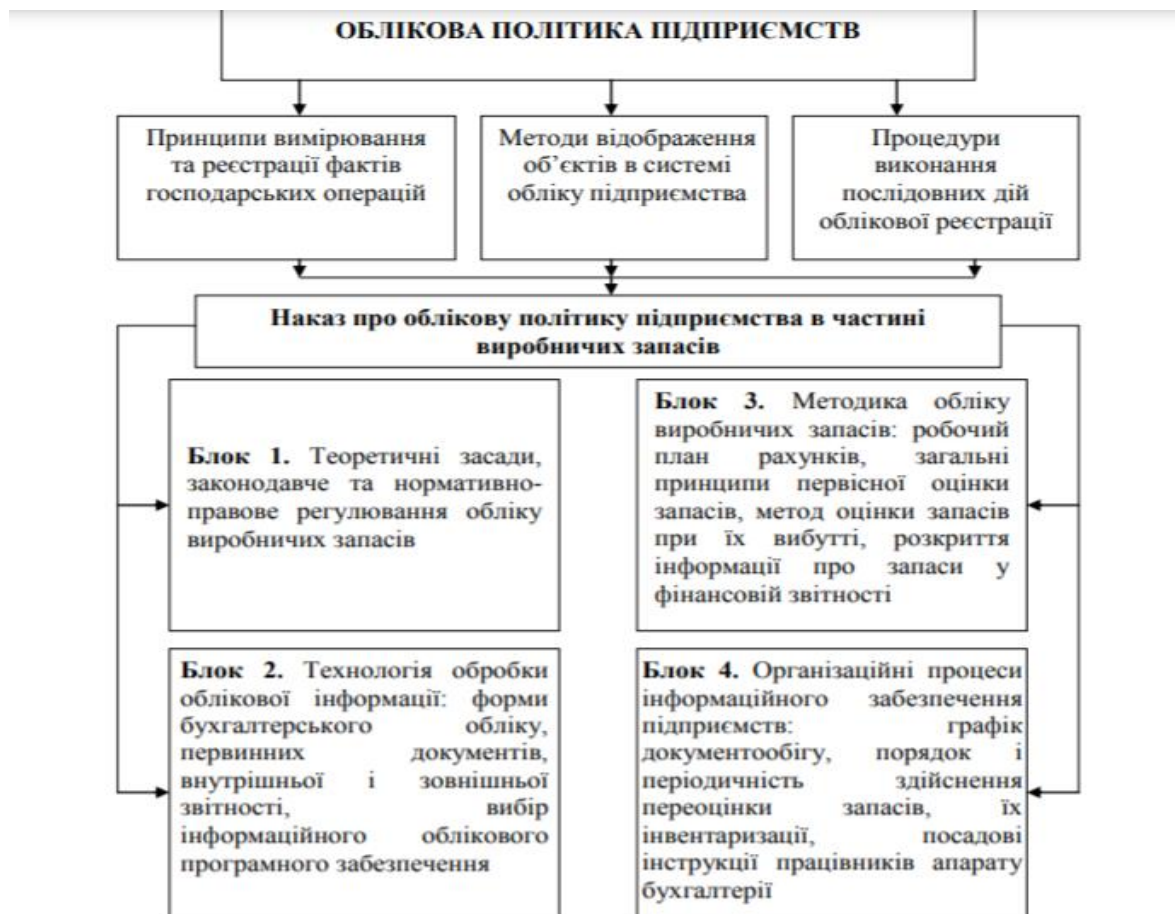 ОБЛІКОВА ПОЛІТИКА ПІДПРИЄМСТВ
Принципи вимірювання
та реєстрації фактів
господарських операцій
Методи відображення
об’єктів в системі
обліку підприємства
Процедури
виконання
послідовних дій
облікової реєстрації
Наказ про облікову політику підприємства в частині
виробничих запасів
Блок 1. Теоретичні засади,
законодавче та нормативно-
правове регулювання обліку
виробничих запасів
Блок 3. Методика обліку
виробничих запасів: робочий
план рахунків, загальні
принципи первісної оцінки
запасів, метод оцінки запасів
при їх вибутті, розкриття
інформації про запаси у
фінансовій звітності
Блок 2. Технологія обробки
облікової інформації: форми
бухгалтерського обліку,
первинних документів,
внутрішньої і зовнішньої
звітності, вибір
інформаційного облікового
програмного забезпечення
Блок 4. Організаційні процеси
інформаційного забезпечення
підприємств: графік
документообігу, порядок і
періодичність здійснення
переоцінки запасів, їх
інвентаризації, посадові
інструкції працівників апарату
бухгалтерії